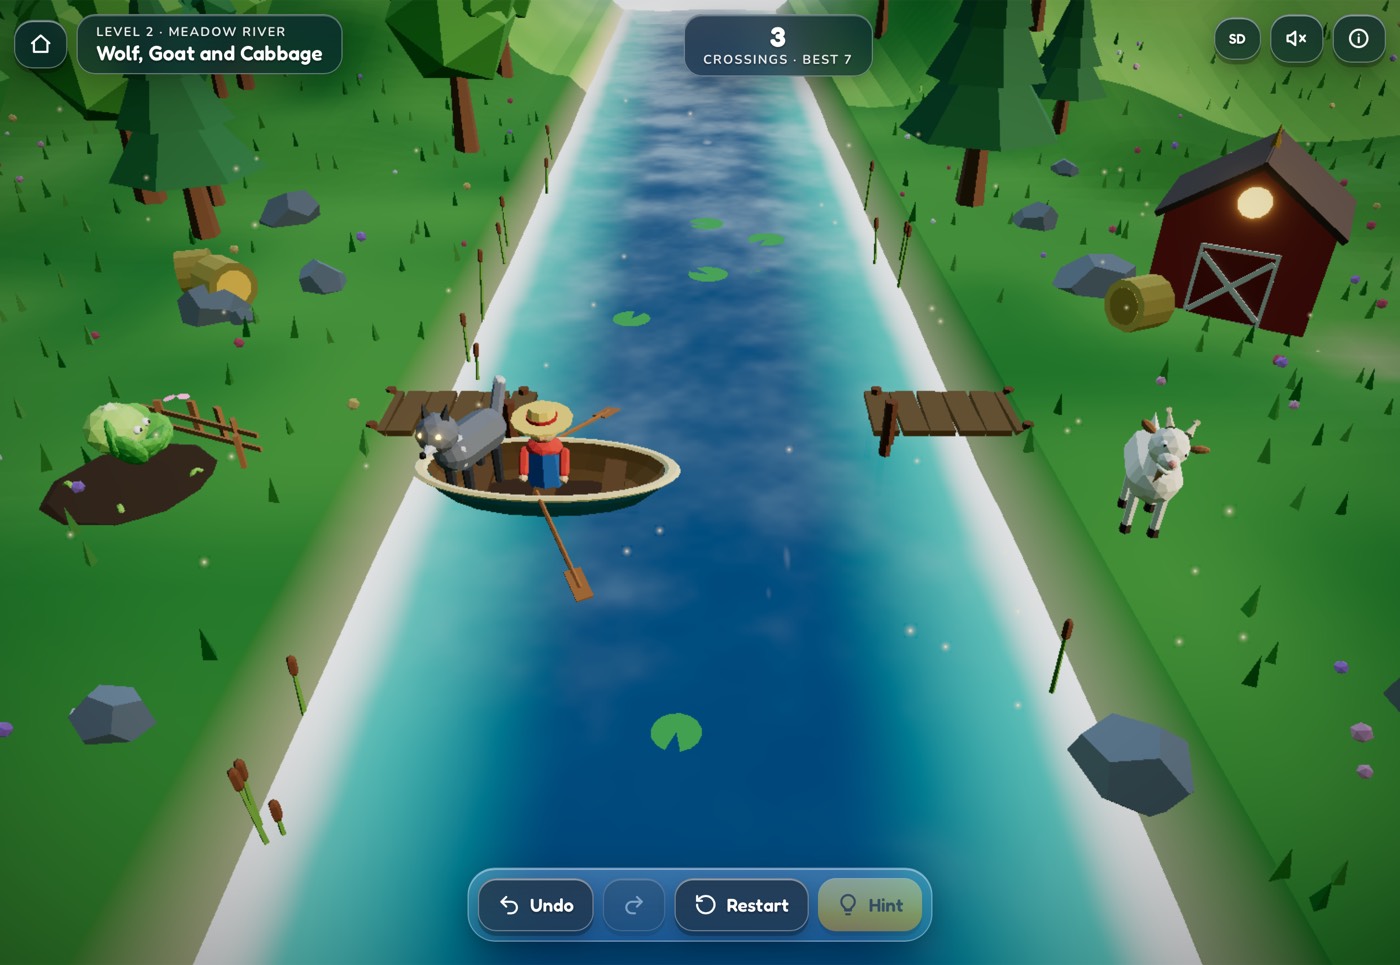 LEVEL 2 · MEADOW RIVER
Wolf, Goat and Cabbage
3
CROSSINGS · BEST 7
SD
Undo
Restart
Hint